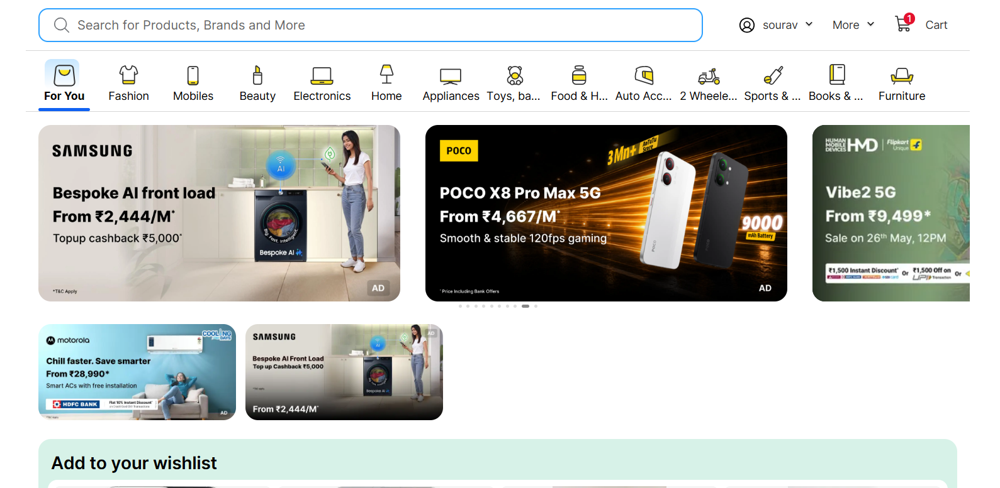 Search for Products, Brands and More
sourav
More
1
Cart
For You
Fashion
Mobiles
Beauty
Electronics
Home
Appliances
Toys, ba...
Food & H...
Auto Acc...
2 Wheele...
Sports & ...
Books & ...
Furniture
SAMSUNG
AI
Bespoke AI front load
From ₹2,444/M*
Topup cashback ₹5,000*
Big. Fast. Intelligent.
Bespoke AI
*T&C Apply
AD
POCO
3Mn+ AnTuTu Score
POCO X8 Pro Max 5G
From ₹4,667/M*
Smooth & stable 120fps gaming
POCO
9000
mAh Battery
*Price Including Bank Offers
AD
HUMAN MOBILE DEVICES HMD | Flipkart Unique
Vibe2 5G
From ₹9,499*
Sale on 26th May, 12PM
₹1,500 Instant Discount* Or ₹1,500 Off on UPI Transaction Or
motorola
COOLING DAYS
Chill faster. Save smarter
From ₹28,990*
Smart ACs with free installation
HDFC BANK
Flat 10% Instant Discount*
on Credit Card EMI Transactions
AD
SAMSUNG
AD
AI
Bespoke AI Front Load
Top up Cashback ₹5,000
Bespoke AI
From ₹2,444/M*
Add to your wishlist